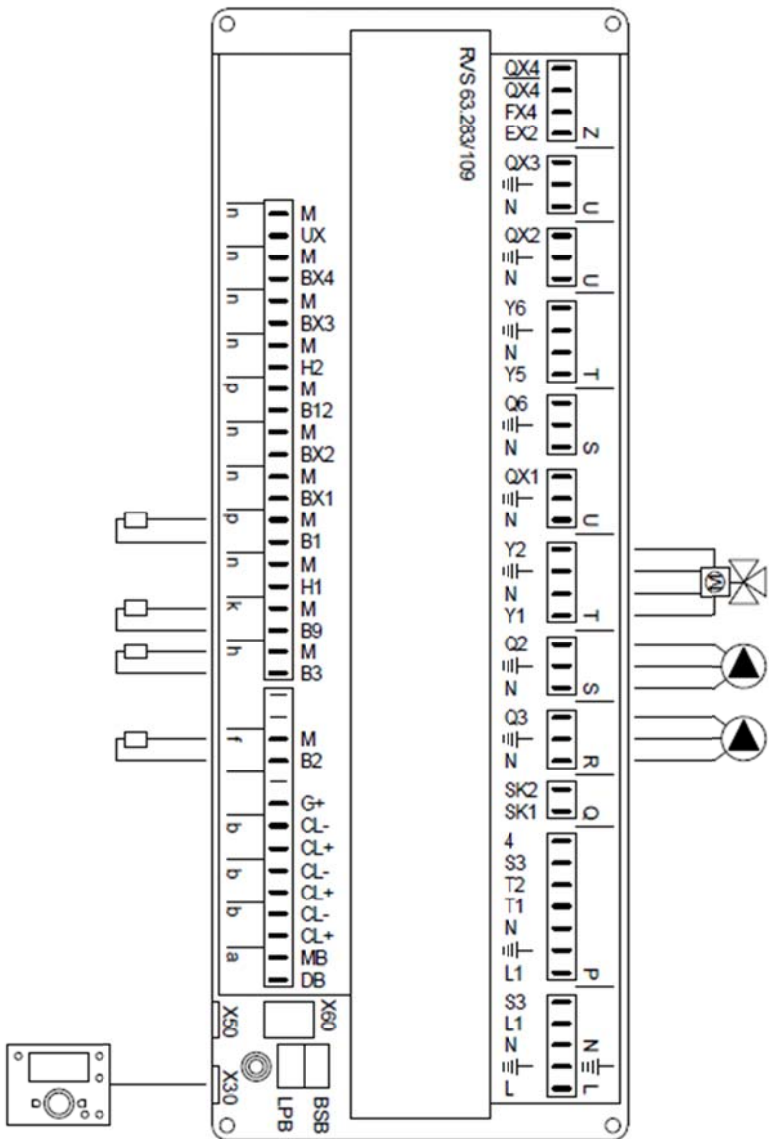 RVS 63.283/109
n
M
UX
n
M
BX4
n
M
BX3
n
M
H2
p
M
B12
n
M
BX2
n
M
BX1
p
M
B1
n
M
H1
k
M
B9
h
M
B3
f
M
B2
G+
b
CL-
CL+
b
CL-
CL+
b
CL-
CL+
a
MB
DB
X50
X60
X30
LPB
BSB
QX4
QX4
FX4
EX2
Z
QX3
N
U
QX2
N
U
Y6
N
Y5
T
Q6
N
S
QX1
N
U
Y2
N
Y1
T
M
Q2
N
S
Q3
N
R
SK2
SK1
Q
4
S3
T2
T1
N
L1
P
S3
L1
N
L
N
L